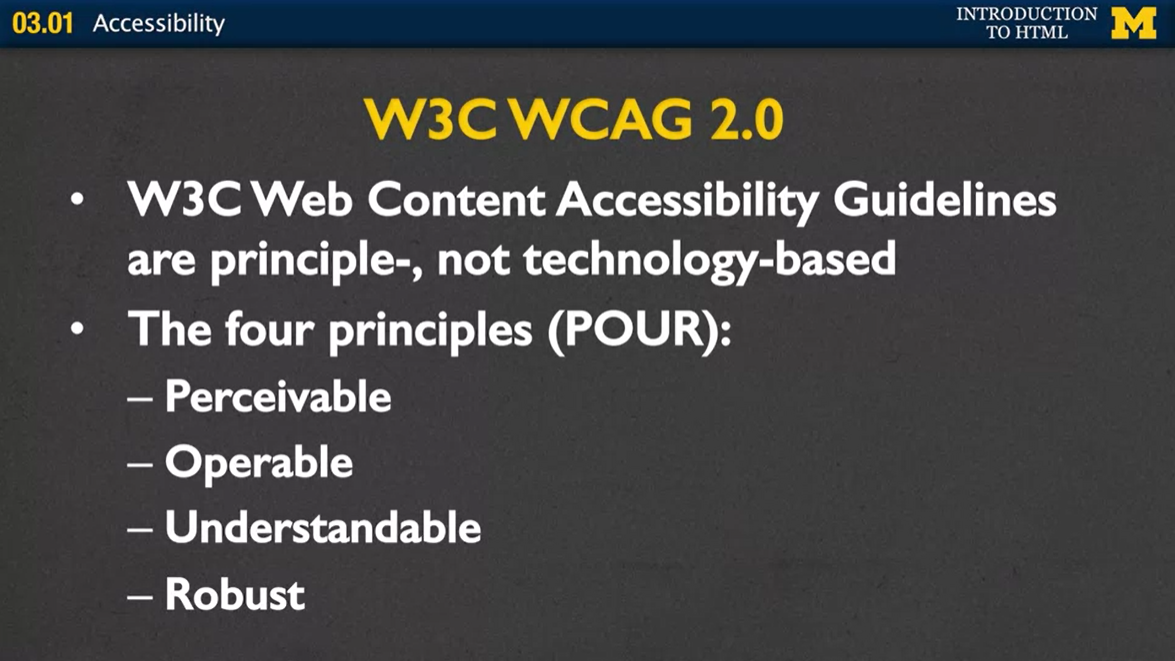 03.01 Accessibility
INTRODUCTION
TO HTML
M
W3C WCAG 2.0
• W3C Web Content Accessibility Guidelines
are principle-, not technology-based
• The four principles (POUR):
– Perceivable
– Operable
– Understandable
– Robust